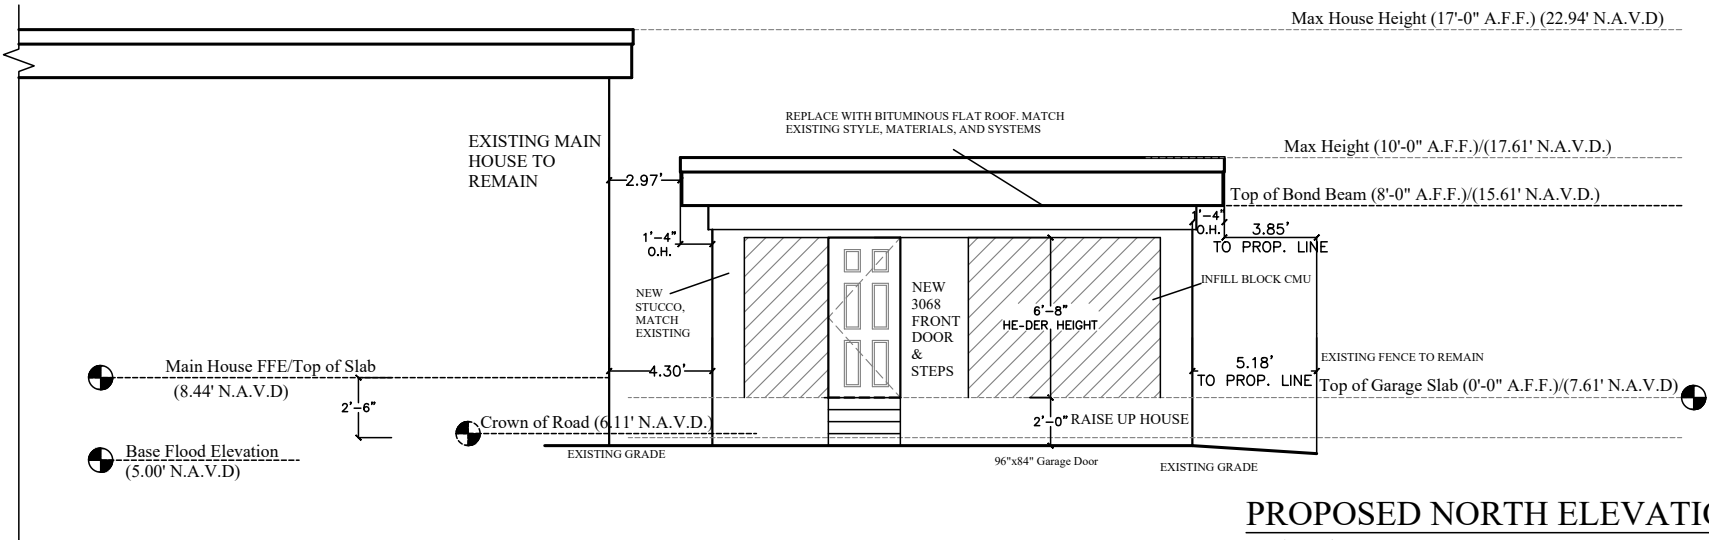 Max House Height (17'-0" A.F.F.) (22.94' N.A.V.D)
REPLACE WITH BITUMINOUS FLAT ROOF. MATCH
EXISTING STYLE, MATERIALS, AND SYSTEMS
EXISTING MAIN
HOUSE TO
REMAIN
Max Height (10'-0" A.F.F.)/(17.61' N.A.V.D.)
2.97'
Top of Bond Beam (8'-0" A.F.F.)/(15.61' N.A.V.D.)
1'-4"
O.H.
1'-4"
O.H.
3.85'
TO PROP. LINE
NEW
STUCCO,
MATCH
EXISTING
NEW
3068
FRONT
DOOR
&
STEPS
INFILL BLOCK CMU
6'-8"
HE-DER HEIGHT
4.30'
5.18'
TO PROP. LINE
EXISTING FENCE TO REMAIN
Main House FFE/Top of Slab
(8.44' N.A.V.D)
Top of Garage Slab (0'-0" A.F.F.)/(7.61' N.A.V.D)
2'-6"
Crown of Road (6.11' N.A.V.D.)
2'-0" RAISE UP HOUSE
Base Flood Elevation
(5.00' N.A.V.D)
EXISTING GRADE
96"x84" Garage Door
EXISTING GRADE
PROPOSED NORTH ELEVATIO